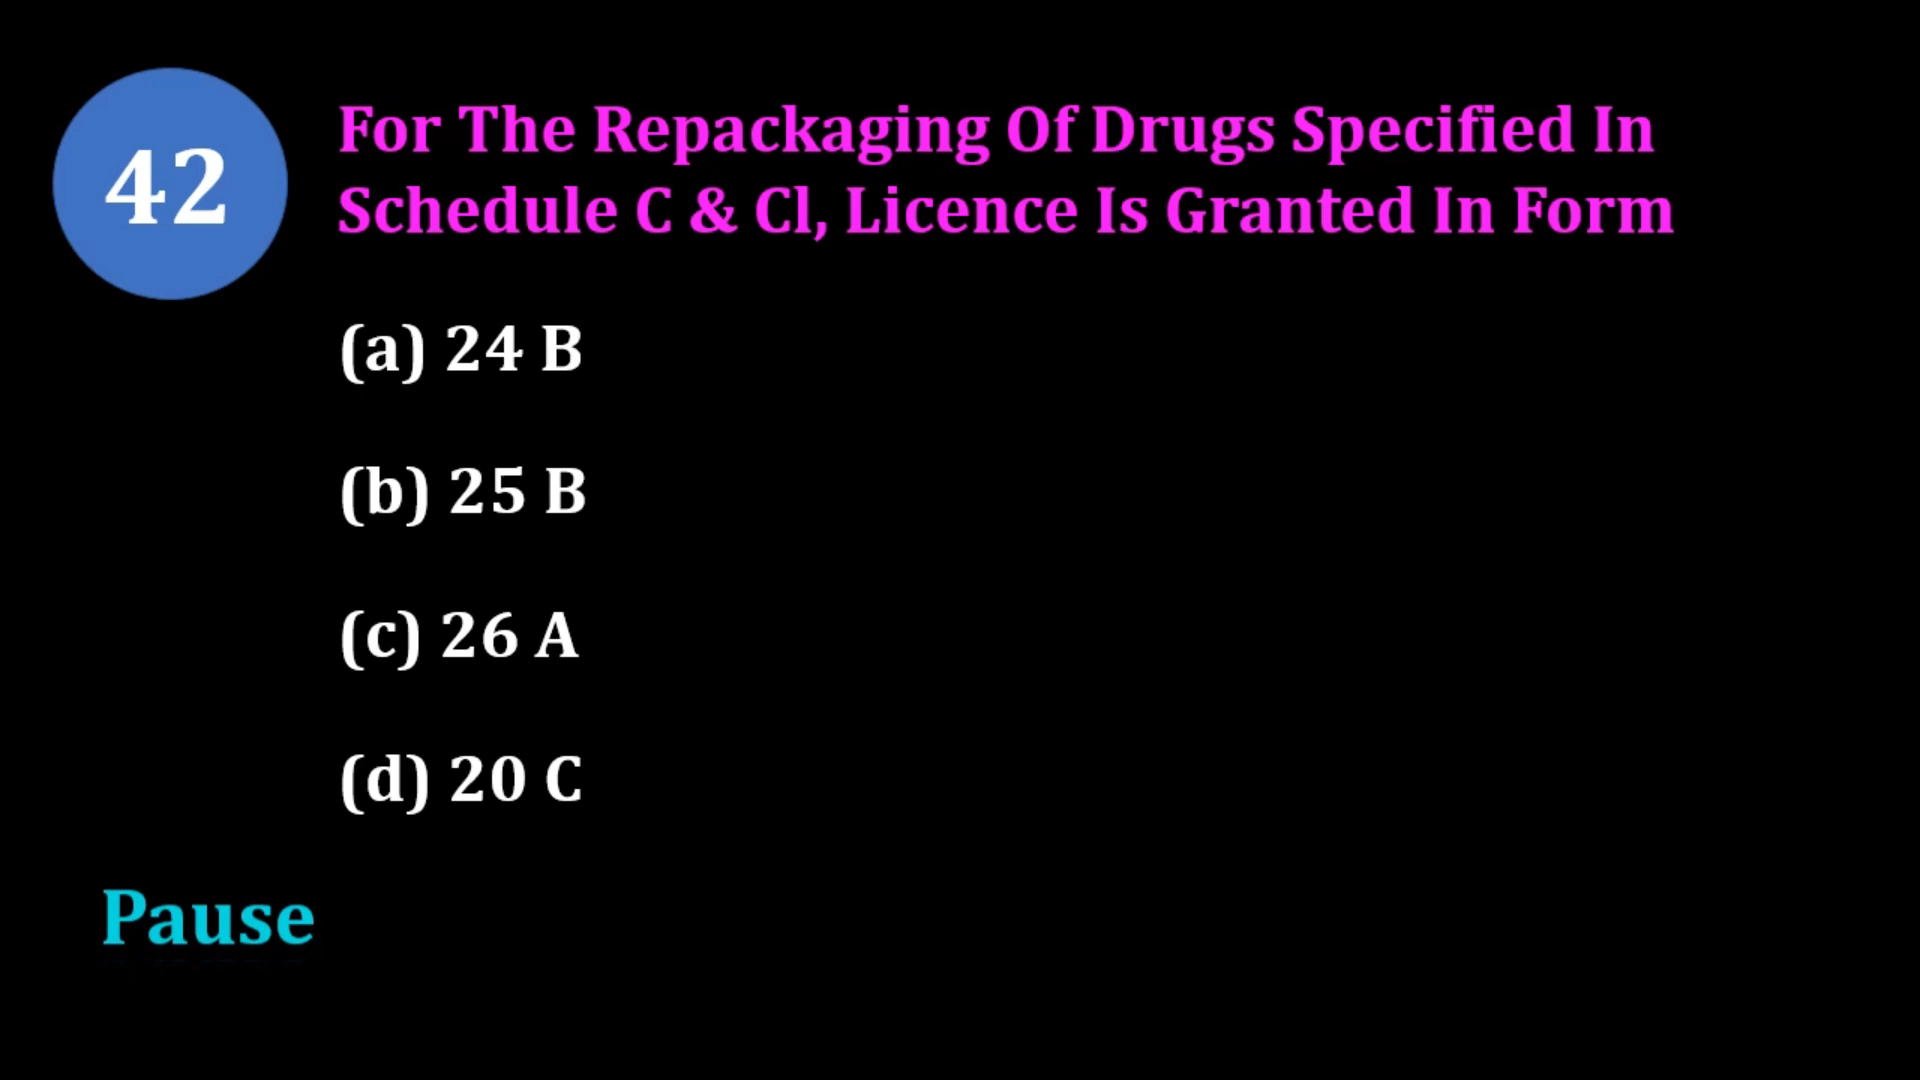 42
For The Repackaging Of Drugs Specified In
Schedule C & Cl, Licence Is Granted In Form
(a) 24 B
(b) 25 B
(c) 26 A
(d) 20 C
Pause